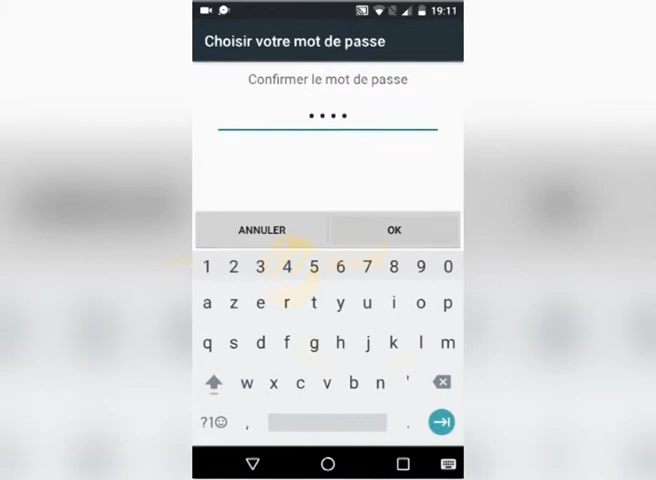 19:11
Choisir votre mot de passe
Confirmer le mot de passe
••••
ANNULER OK
1 2 3 4 5 6 7 8 9 0
a z e r t y u i o p
q s d f g h j k l m
w x c v b n '
?1☺ , .